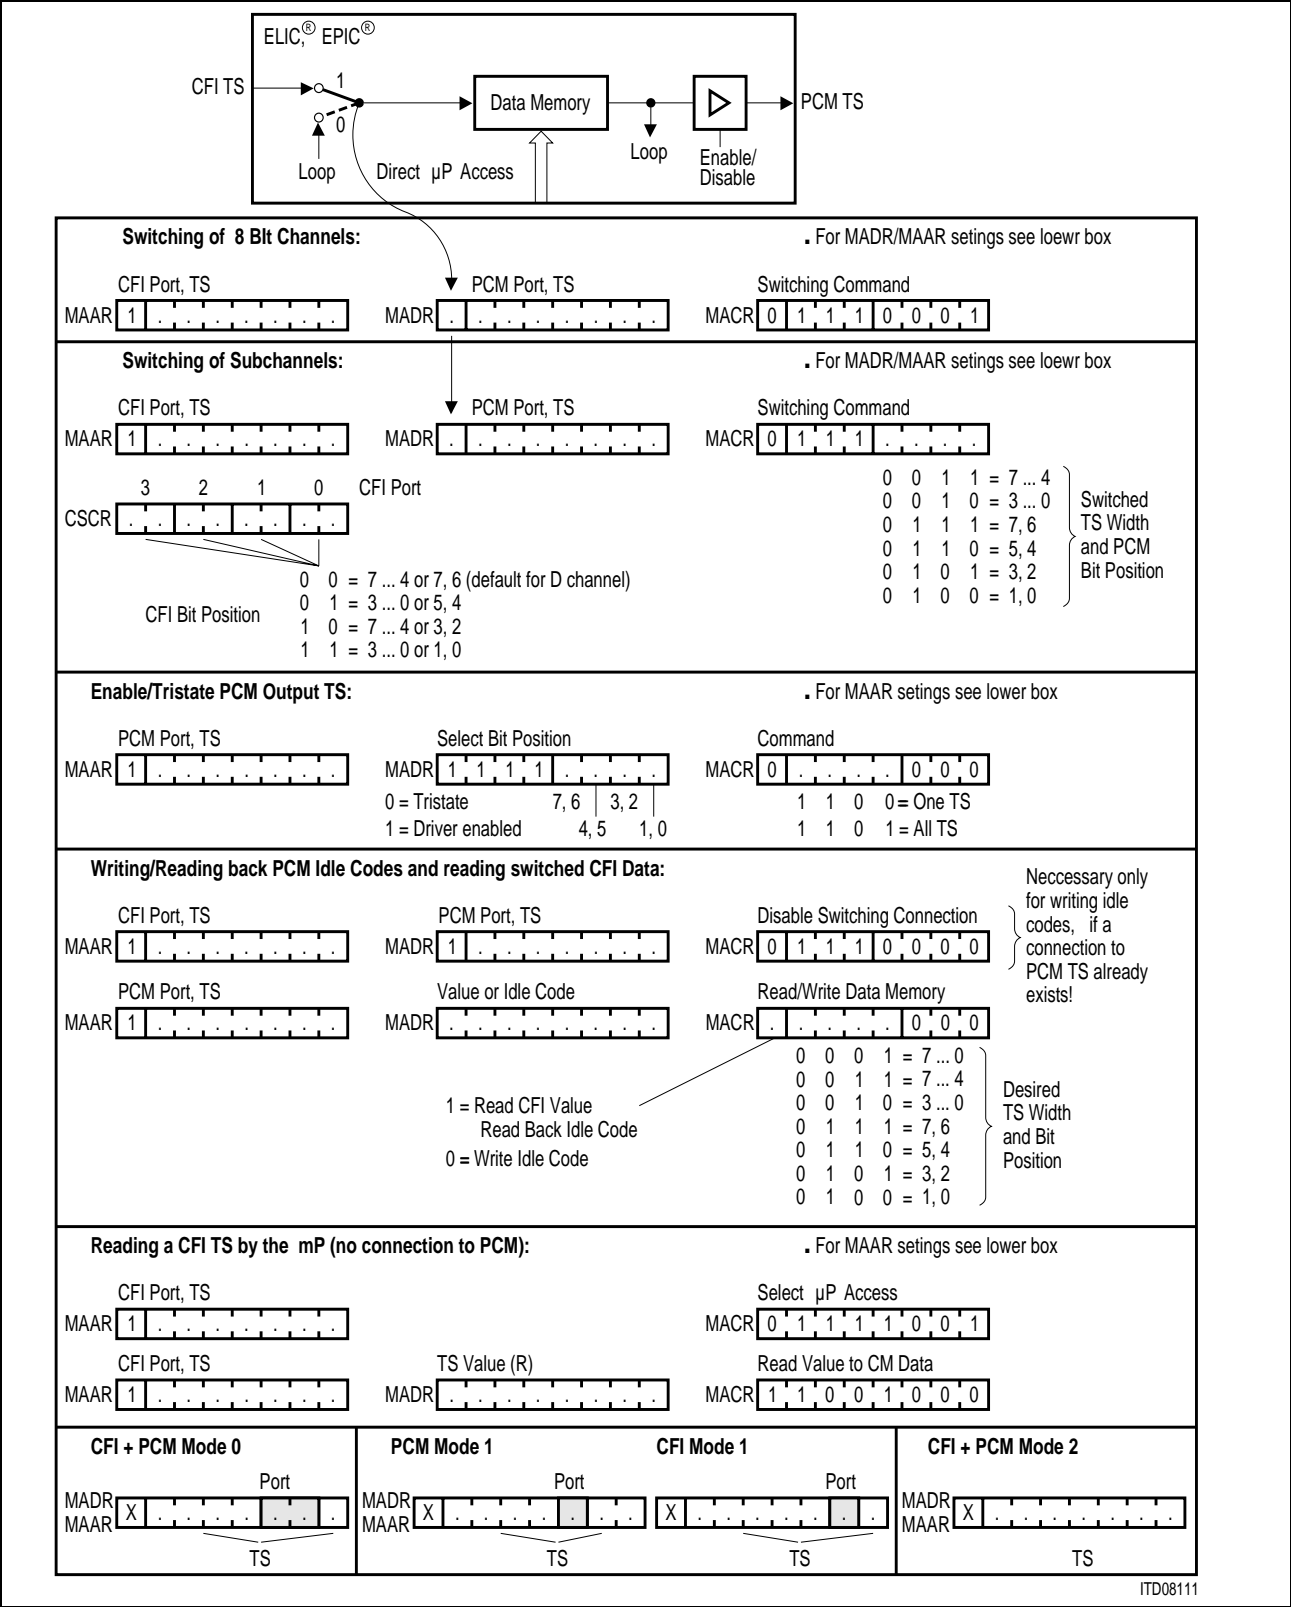 ELIC,® EPIC®
CFI TS
1
0
Data Memory
PCM TS
Loop
Direct µP Access
Loop
Enable/
Disable
Switching of 8 BIt Channels:
. For MADR/MAAR setings see loewr box
CFI Port, TS
PCM Port, TS
Switching Command
MAAR 1 . . . . . . .
MADR . . . . . . . .
MACR 0 1 1 1 0 0 0 1
Switching of Subchannels:
. For MADR/MAAR setings see loewr box
CFI Port, TS
PCM Port, TS
Switching Command
MAAR 1 . . . . . . .
MADR . . . . . . . .
MACR 0 1 1 1 . . . .
3 2 1 0 CFI Port
CSCR . . . . . . . .
0 0 = 7 ... 4 or 7, 6 (default for D channel)
0 1 = 3 ... 0 or 5, 4
CFI Bit Position
1 0 = 7 ... 4 or 3, 2
1 1 = 3 ... 0 or 1, 0
0 0 1 1 = 7 ... 4
0 0 1 0 = 3 ... 0
0 1 1 1 = 7, 6
0 1 1 0 = 5, 4
0 1 0 1 = 3, 2
0 1 0 0 = 1, 0
Switched
TS Width
and PCM
Bit Position
Enable/Tristate PCM Output TS:
. For MAAR setings see lower box
PCM Port, TS
Select Bit Position
Command
MAAR 1 . . . . . . .
MADR 1 1 1 1 . . . .
MACR 0 . . . . 0 0 0
0 = Tristate 7, 6 3, 2
1 = Driver enabled 4, 5 1, 0
1 1 0 0 = One TS
1 1 0 1 = All TS
Writing/Reading back PCM Idle Codes and reading switched CFI Data:
CFI Port, TS
PCM Port, TS
Disable Switching Connection
MAAR 1 . . . . . . .
MADR 1 . . . . . . .
MACR 0 1 1 1 0 0 0 0
Neccessary only
for writing idle
codes, if a
connection to
PCM TS already
exists!
PCM Port, TS
Value or Idle Code
Read/Write Data Memory
MAAR 1 . . . . . . .
MADR . . . . . . . .
MACR . . . . . 0 0 0
1 = Read CFI Value
Read Back Idle Code
0 = Write Idle Code
0 0 0 1 = 7 ... 0
0 0 1 1 = 7 ... 4
0 0 1 0 = 3 ... 0
0 1 1 1 = 7, 6
0 1 1 0 = 5, 4
0 1 0 1 = 3, 2
0 1 0 0 = 1, 0
Desired
TS Width
and Bit
Position
Reading a CFI TS by the mP (no connection to PCM):
. For MAAR setings see lower box
CFI Port, TS
Select µP Access
MAAR 1 . . . . . . .
MACR 0 1 1 1 1 0 0 1
CFI Port, TS
TS Value (R)
Read Value to CM Data
MAAR 1 . . . . . . .
MADR . . . . . . . .
MACR 1 1 0 0 1 0 0 0
CFI + PCM Mode 0
Port
MADR
MAAR
X . . . . . . .
TS
PCM Mode 1
Port
MADR
MAAR
X . . . . . . .
TS
CFI Mode 1
Port
X . . . . . . .
TS
CFI + PCM Mode 2
MADR
MAAR
X . . . . . . .
TS
ITD08111